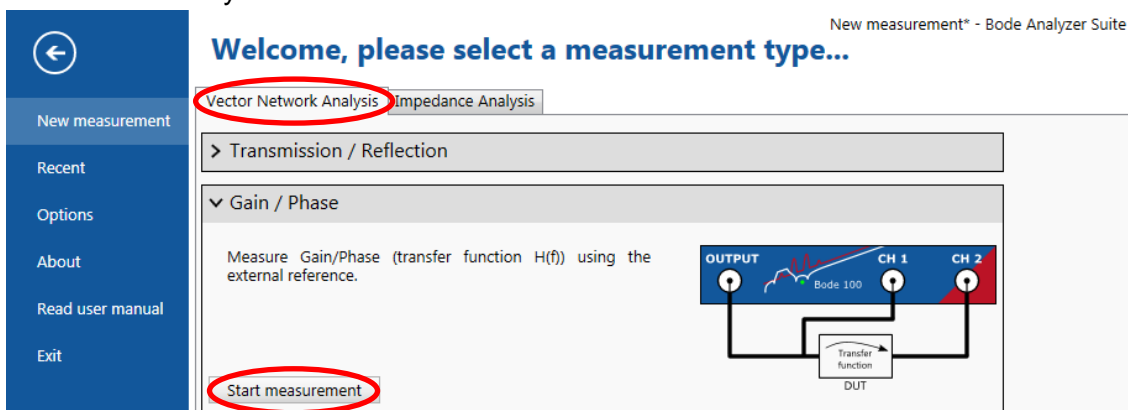 New measurement* - Bode Analyzer Suite
Welcome, please select a measurement type...
Vector Network Analysis Impedance Analysis
New measurement
Recent
Options
About
Read user manual
Exit
Transmission / Reflection
Gain / Phase
Measure Gain/Phase (transfer function H(f)) using the
external reference.
OUTPUT CH 1 CH 2
Bode 100
Transfer
function
DUT
Start measurement